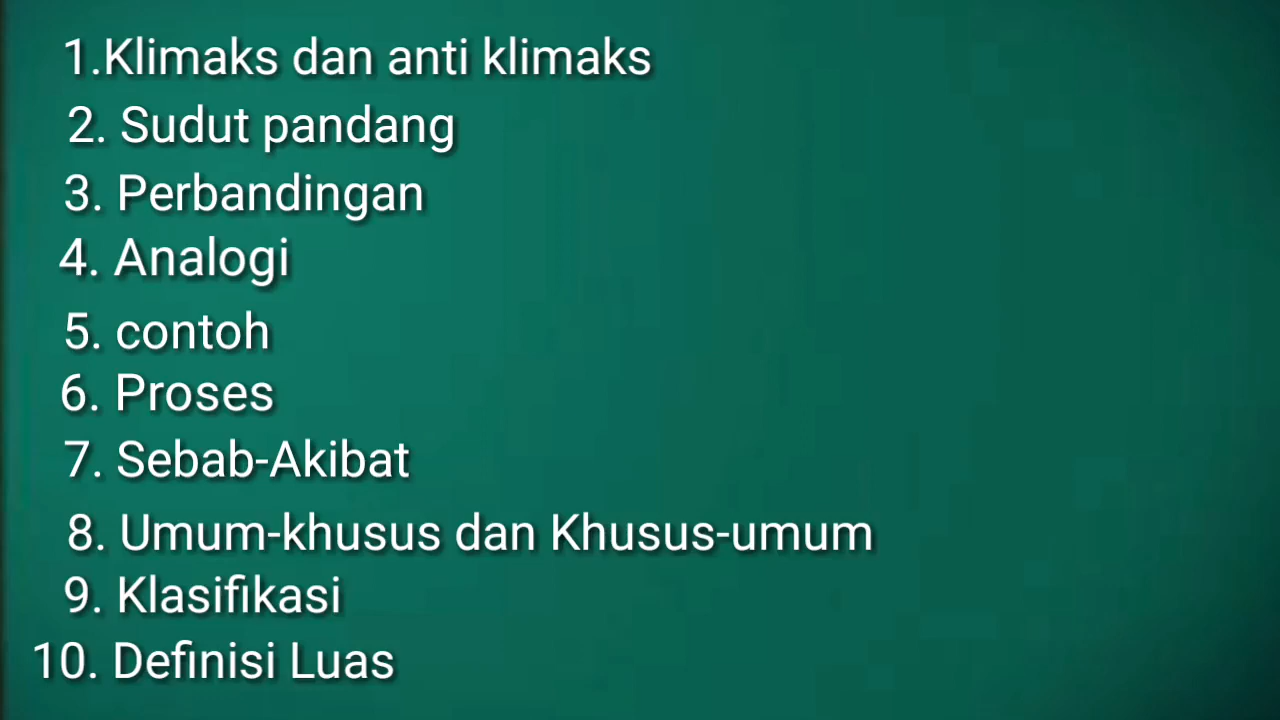 1.Klimaks dan anti klimaks
2. Sudut pandang
3. Perbandingan
4. Analogi
5. contoh
6. Proses
7. Sebab-Akibat
8. Umum-khusus dan Khusus-umum
9. Klasifikasi
10. Definisi Luas